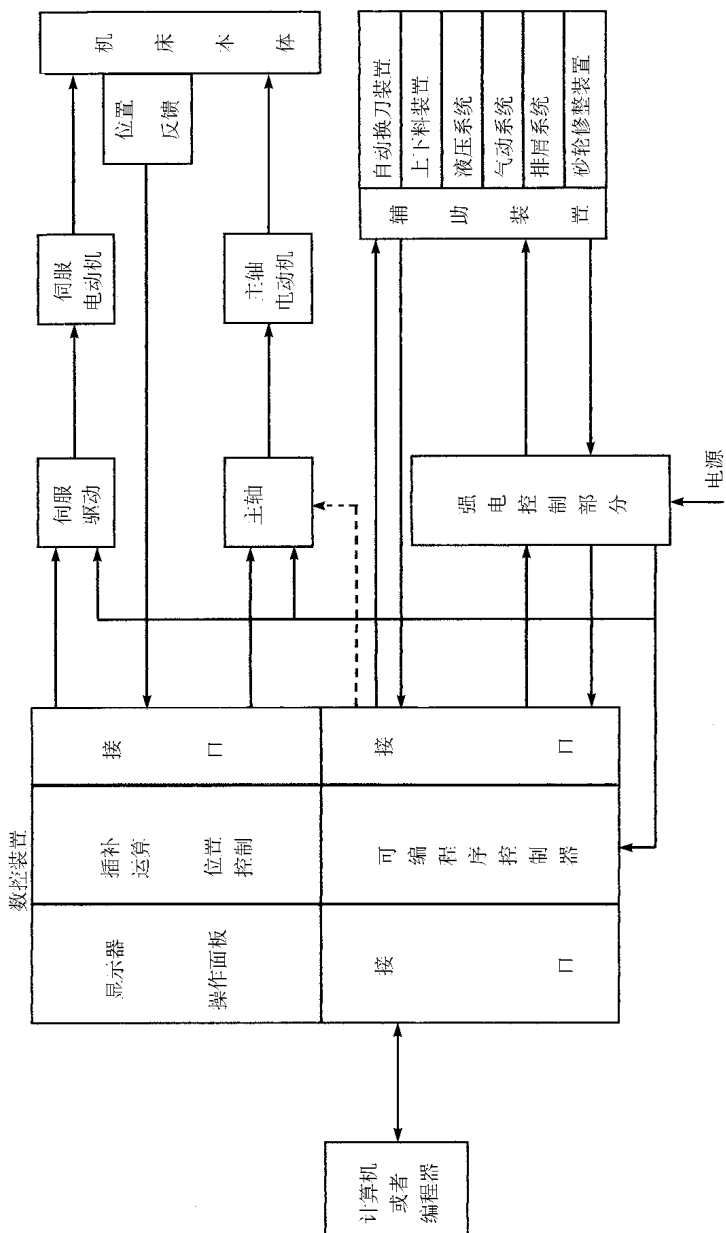 数控装置
显示器
操作面板
插补
运算
位置
控制
接口
接口
可编程序控制器
接口
计算机
或者
编程器
伺服
驱动
伺服
电动机
位置
反馈
机床本体
主轴
主轴
电动机
强电控制部分
电源
辅助装置
自动换刀装置
上下料装置
液压系统
气动系统
排屑系统
砂轮修整装置